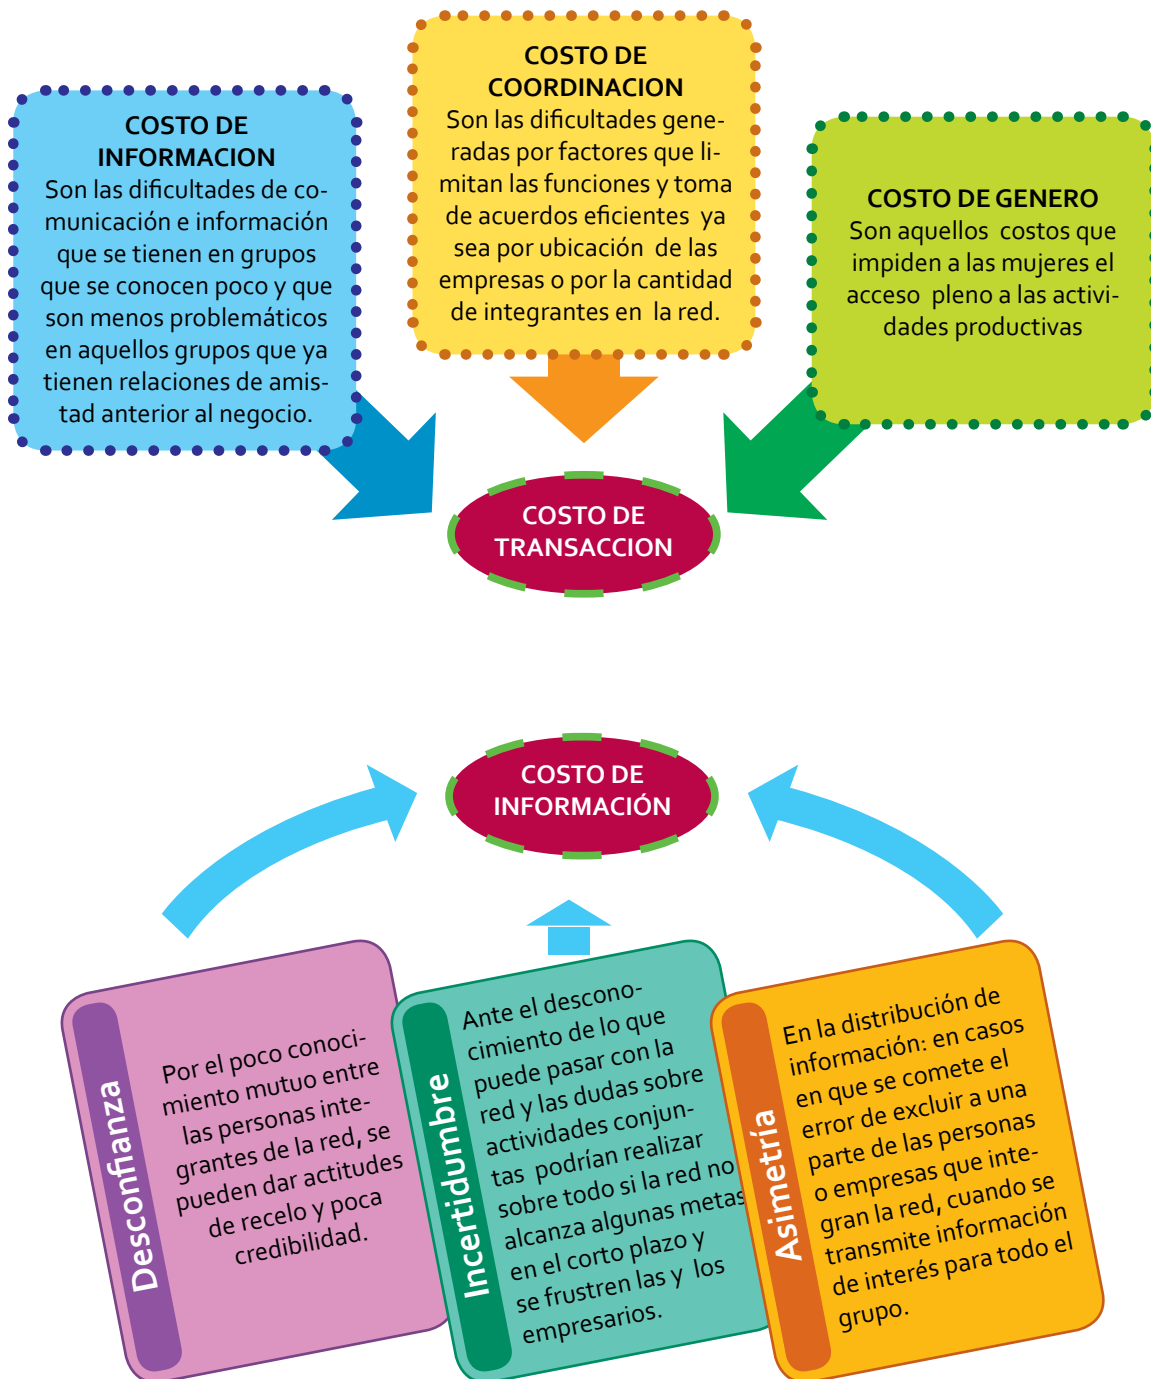 COSTO DE
COORDINACION
Son las dificultades gene-
radas por factores que li-
mitan las funciones y toma
de acuerdos eficientes ya
sea por ubicación de las
empresas o por la cantidad
de integrantes en la red.
COSTO DE
INFORMACION
Son las dificultades de co-
municación e información
que se tienen en grupos
que se conocen poco y que
son menos problemáticos
en aquellos grupos que ya
tienen relaciones de amis-
tad anterior al negocio.
COSTO DE GENERO
Son aquellos costos que
impiden a las mujeres el
acceso pleno a las activi-
dades productivas
COSTO DE
TRANSACCION
COSTO DE
INFORMACIÓN
Desconfianza
Por el poco conoci-
miento mutuo entre
las personas inte-
grantes de la red, se
pueden dar actitudes
de recelo y poca
credibilidad.
Incertidumbre
Ante el descono-
cimiento de lo que
puede pasar con la
red y las dudas sobre
actividades conjun-
tas podrían realizar
sobre todo si la red no
alcanza algunas metas
en el corto plazo y
se frustren las y los
empresarios.
Asimetría
En la distribución de
información: en casos
en que se comete el
error de excluir a una
parte de las personas
o empresas que inte-
gran la red, cuando se
transmite información
de interés para todo el
grupo.